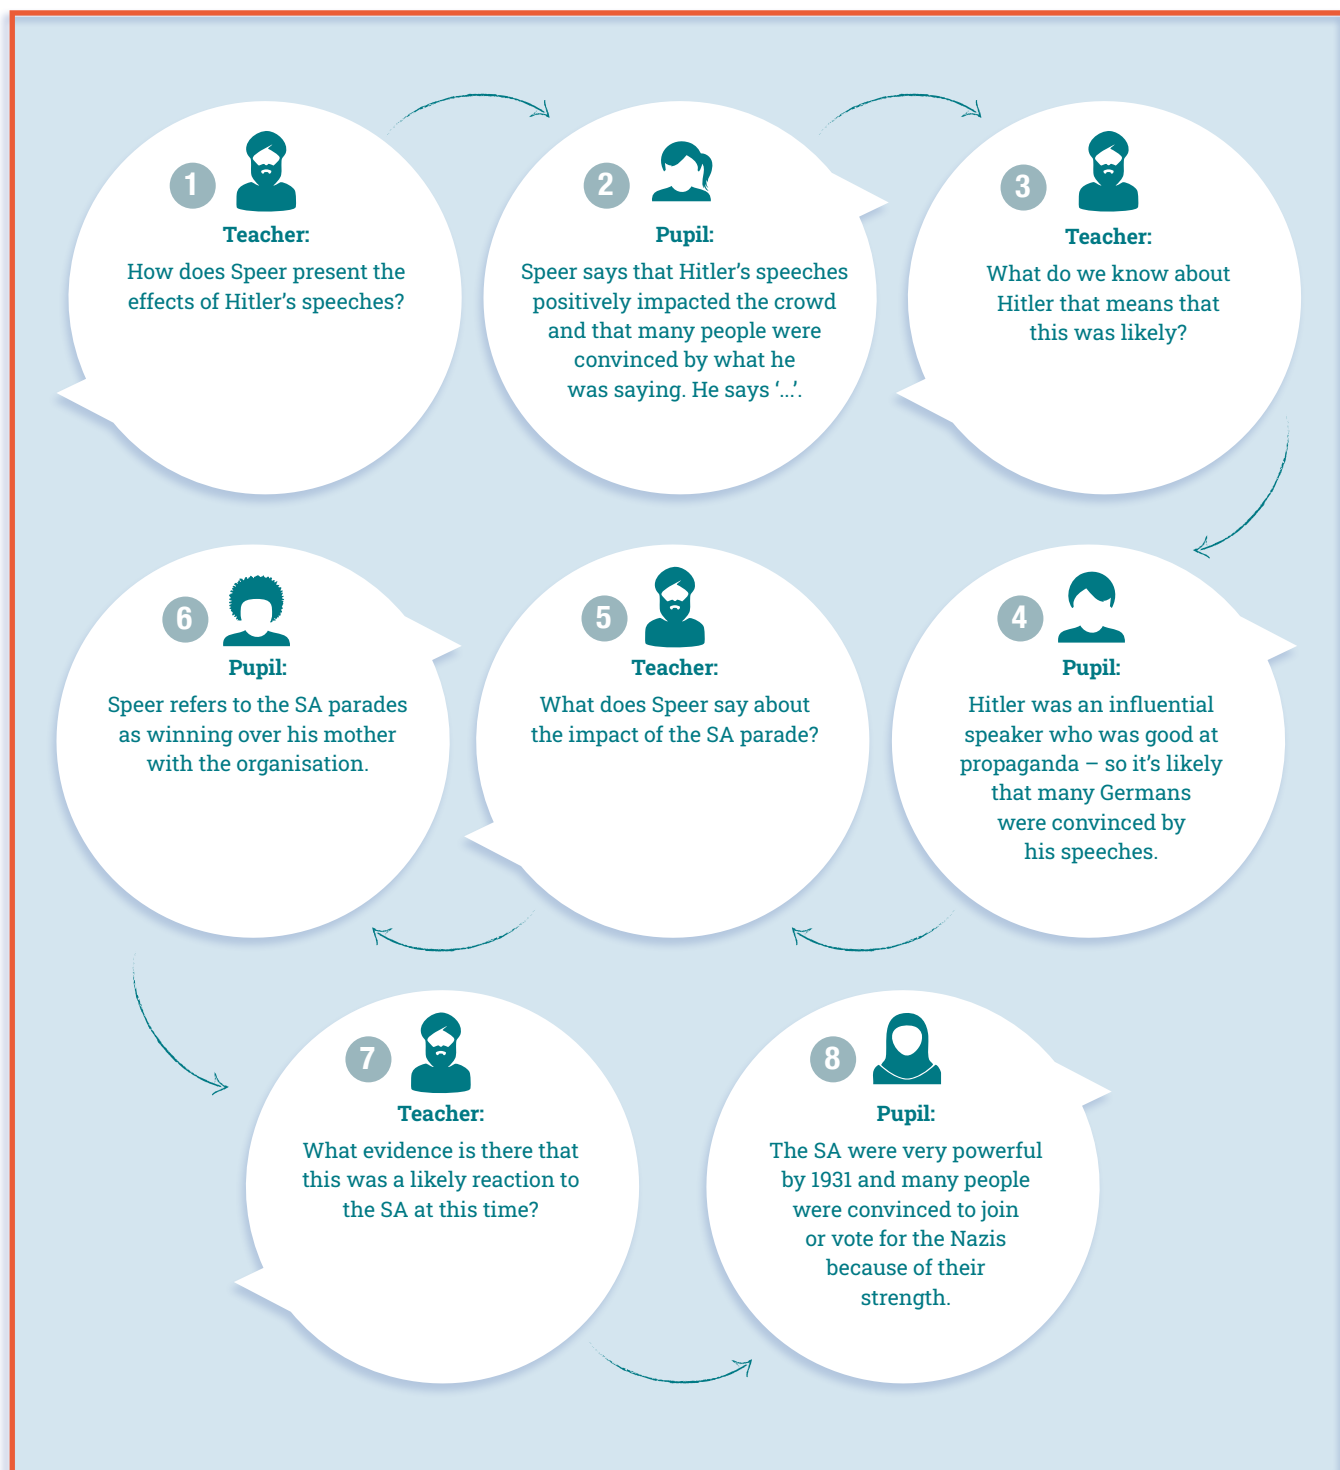 1
Teacher:
How does Speer present the
effects of Hitler’s speeches?
2
Pupil:
Speer says that Hitler’s speeches
positively impacted the crowd
and that many people were
convinced by what he
was saying. He says ‘...’.
3
Teacher:
What do we know about
Hitler that means that
this was likely?
4
Pupil:
Hitler was an influential
speaker who was good at
propaganda – so it’s likely
that many Germans
were convinced by
his speeches.
5
Teacher:
What does Speer say about
the impact of the SA parade?
6
Pupil:
Speer refers to the SA parades
as winning over his mother
with the organisation.
7
Teacher:
What evidence is there that
this was a likely reaction to
the SA at this time?
8
Pupil:
The SA were very powerful
by 1931 and many people
were convinced to join
or vote for the Nazis
because of their
strength.